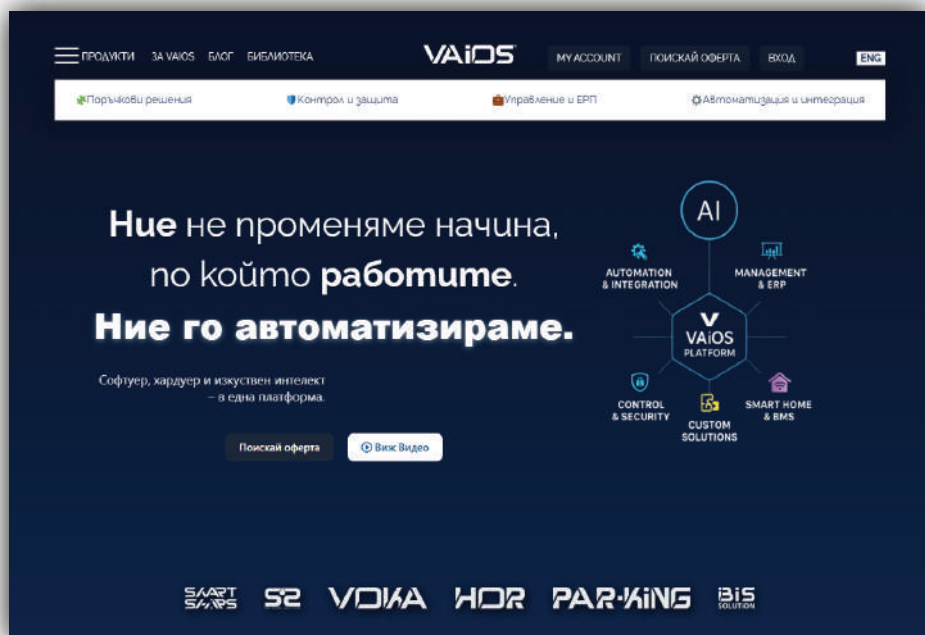 ПРОДУКТИ ЗА VAIOS БЛОГ БИБЛИОТЕКА VAiOS MY ACCOUNT ПОИСКАЙ ОФЕРТА ВХОД ENG
Поръчкови решения Контрол и защита Управление и ЕРП Автоматизация и интеграция
Ние не променяме начина,
по който работите.
Ние го автоматизираме.
Софтуер, хардуер и изкуствен интелект
– в една платформа.
Поискай оферта Виж Видео
AI
AUTOMATION
& INTEGRATION
MANAGEMENT
& ERP
VAiOS
PLATFORM
CONTROL
& SECURITY
CUSTOM
SOLUTIONS
SMART HOME
& BMS
VOKA HOR PAR-KiNG BiS
SOLUTION